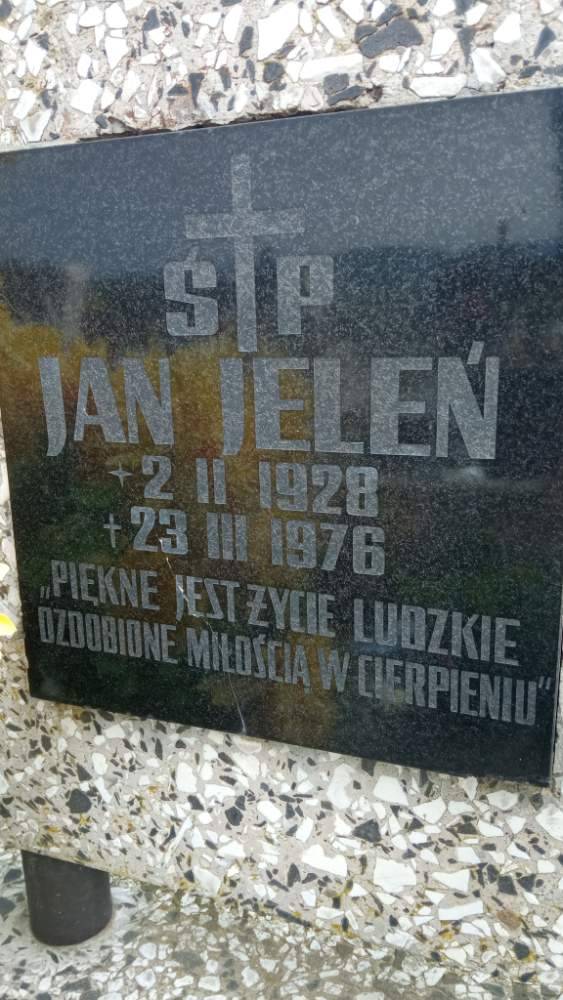 Ś P
JAN JELEŃ
2 II 1928
† 23 III 1976
„PIĘKNE JEST ŻYCIE LUDZKIE
OZDOBIONE MIŁOŚCIĄ W CIERPIENIU“